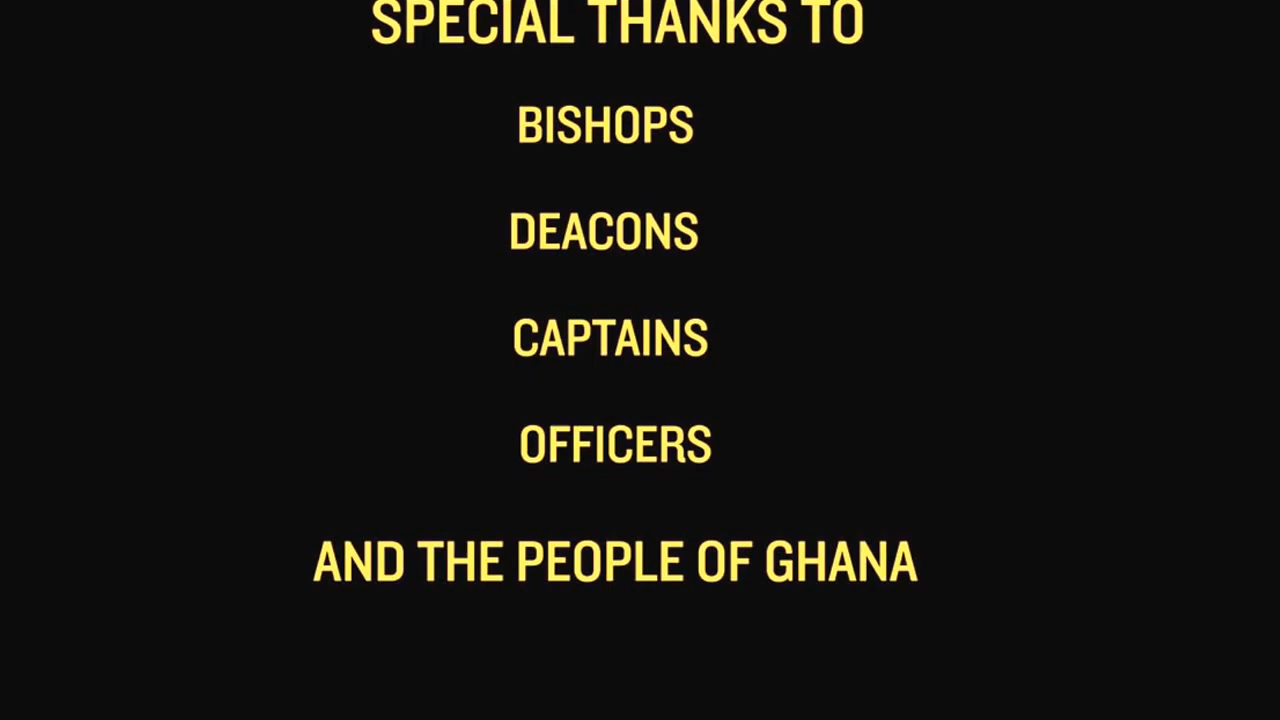 SPECIAL THANKS TO
BISHOPS
DEACONS
CAPTAINS
OFFICERS
AND THE PEOPLE OF GHANA